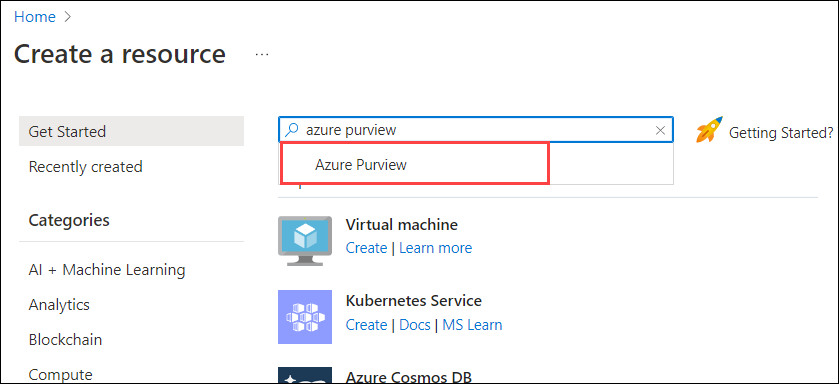 Home >
Create a resource ...
Get Started
Recently created
Categories
AI + Machine Learning
Analytics
Blockchain
Compute
azure purview
Azure Purview
Getting Started?
Virtual machine
Create | Learn more
Kubernetes Service
Create | Docs | MS Learn
Azure Cosmos DB